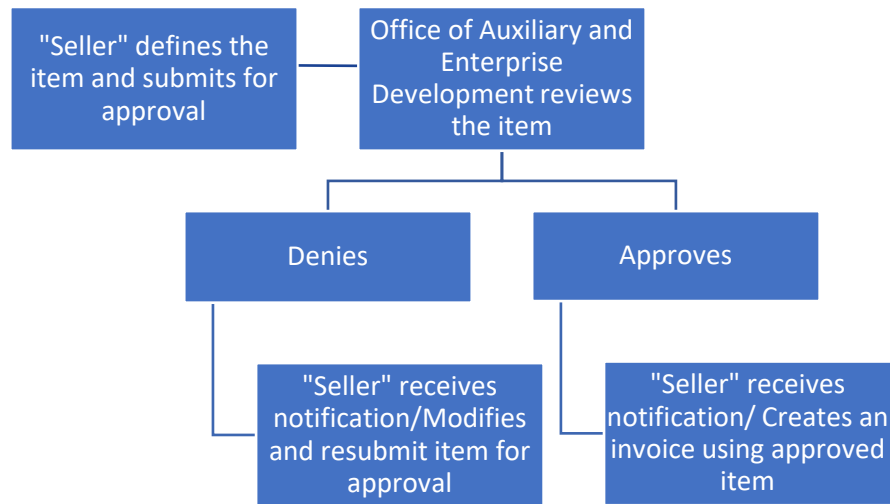 "Seller" defines the
item and submits for
approval
Office of Auxiliary and
Enterprise
Development reviews
the item
Denies
Approves
"Seller" receives
notification/Modifies
and resubmit item for
approval
"Seller" receives
notification/ Creates an
invoice using approved
item